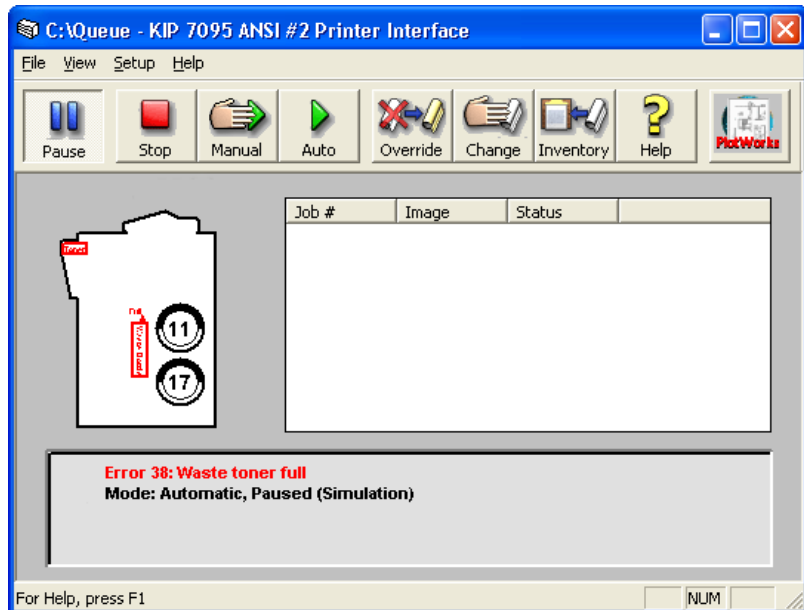 C:\Queue - KIP 7095 ANSI #2 Printer Interface
File View Setup Help
Pause Stop Manual Auto Override Change Inventory Help PlotWorks
Job # Image Status
Toner
Full
11
17
Error 38: Waste toner full
Mode: Automatic, Paused (Simulation)
For Help, press F1 NUM